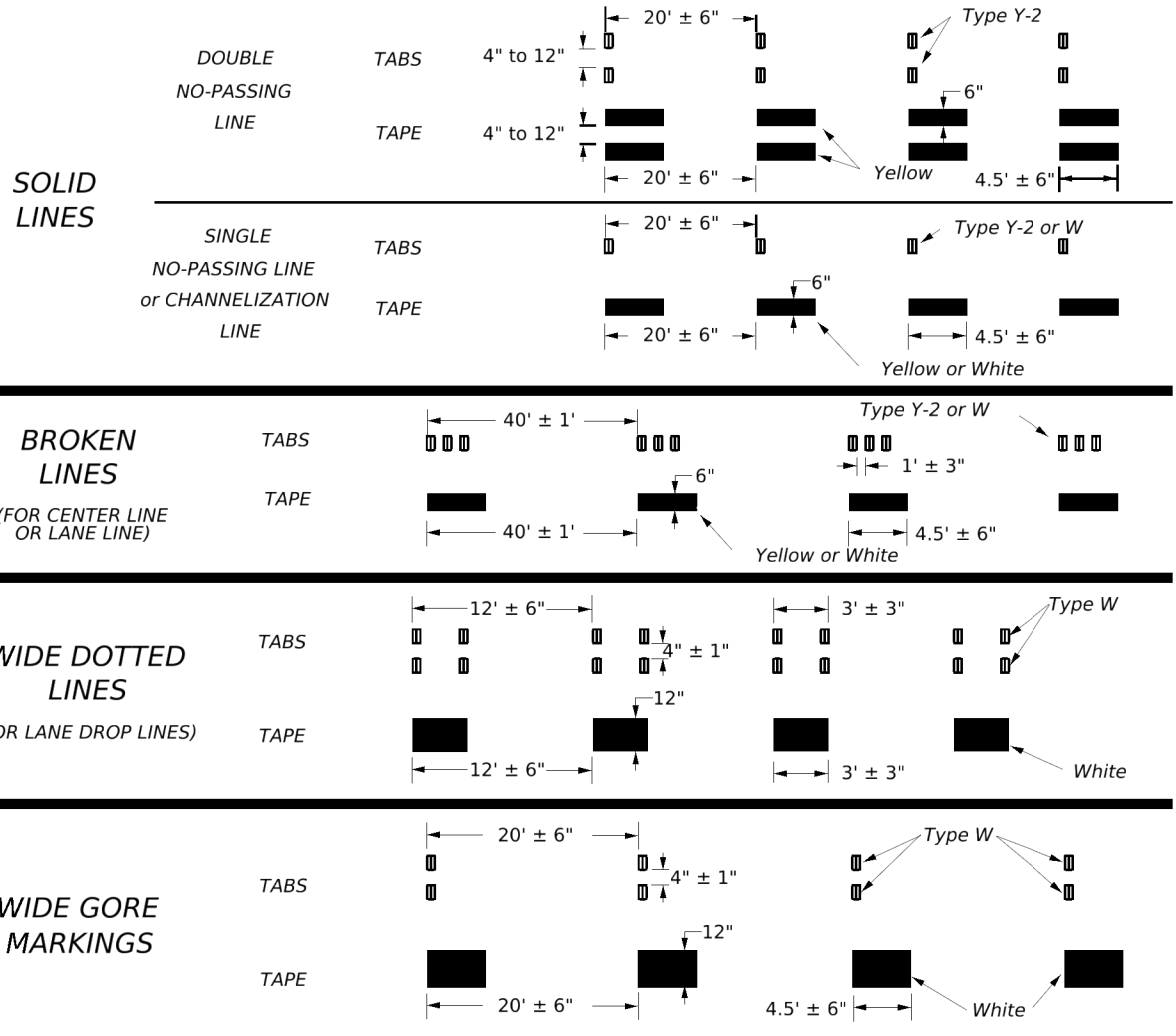 20' ± 6"
Type Y-2
DOUBLE
NO-PASSING
LINE
TABS
4" to 12"
TAPE
4" to 12"
6"
Yellow
20' ± 6"
4.5' ± 6"
SOLID
LINES
SINGLE
NO-PASSING LINE
or CHANNELIZATION
LINE
TABS
20' ± 6"
Type Y-2 or W
TAPE
6"
20' ± 6"
4.5' ± 6"
Yellow or White
BROKEN
LINES
(FOR CENTER LINE
OR LANE LINE)
TABS
40' ± 1'
Type Y-2 or W
1' ± 3"
TAPE
6"
40' ± 1'
4.5' ± 6"
Yellow or White
WIDE DOTTED
LINES
OR LANE DROP LINES)
TABS
12' ± 6"
3' ± 3"
Type W
4" ± 1"
TAPE
12"
12' ± 6"
3' ± 3"
White
WIDE GORE
MARKINGS
TABS
20' ± 6"
Type W
4" ± 1"
TAPE
12"
20' ± 6"
4.5' ± 6"
White